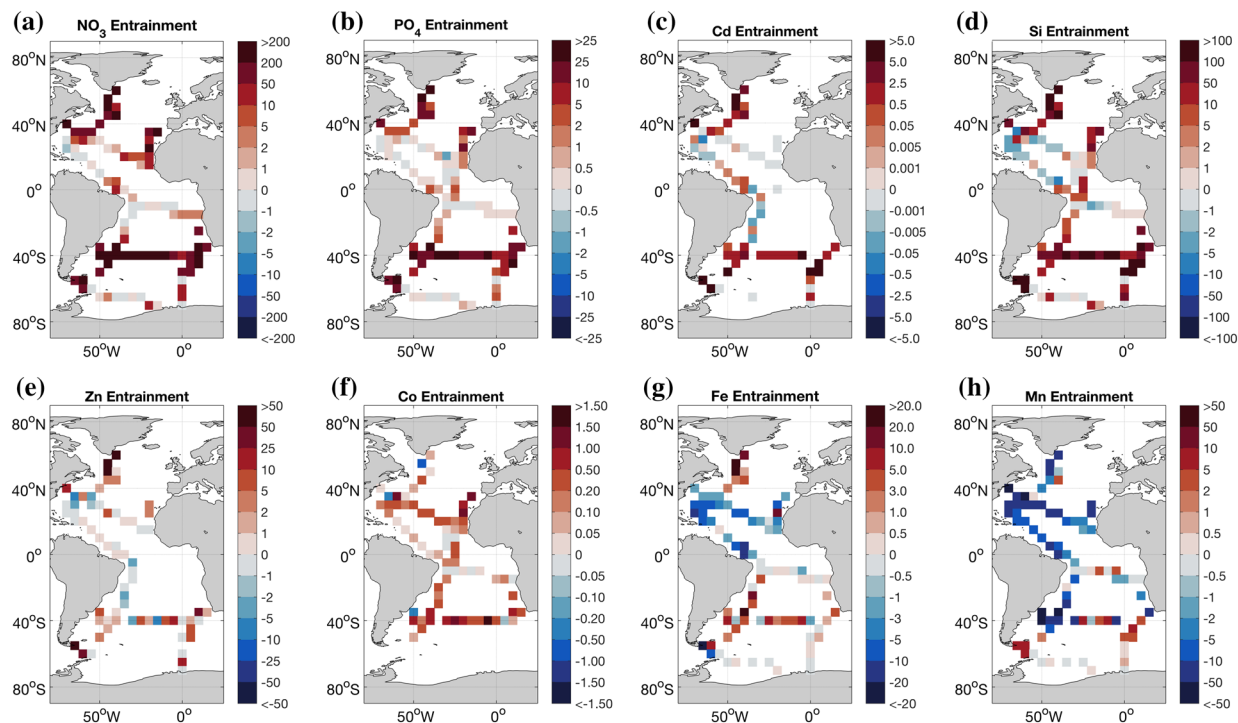 (a) NO3 Entrainment
80°N
40°N
0°
40°S
80°S
50°W 0°
>200
200
50
10
5
2
1
0
-1
-2
-5
-10
-50
-200
<-200
(b) PO4 Entrainment
80°N
40°N
0°
40°S
80°S
50°W 0°
>25
25
10
5
2
1
0.5
0
-0.5
-1
-2
-5
-10
-25
<-25
(c) Cd Entrainment
80°N
40°N
0°
40°S
80°S
50°W 0°
>5.0
5.0
2.5
0.5
0.05
0.005
0.001
0
-0.001
-0.005
-0.05
-0.5
-2.5
-5.0
<-5.0
(d) Si Entrainment
80°N
40°N
0°
40°S
80°S
50°W 0°
>100
100
50
10
5
2
1
0
-1
-2
-5
-10
-50
-100
<-100
(e) Zn Entrainment
80°N
40°N
0°
40°S
80°S
50°W 0°
>50
50
25
10
5
2
1
0
-1
-2
-5
-10
-25
-50
<-50
(f) Co Entrainment
80°N
40°N
0°
40°S
80°S
50°W 0°
>1.50
1.50
1.00
0.50
0.20
0.10
0.05
0
-0.05
-0.10
-0.20
-0.50
-1.00
-1.50
<-1.50
(g) Fe Entrainment
80°N
40°N
0°
40°S
80°S
50°W 0°
>20.0
20.0
10.0
5.0
3.0
1.0
0.5
0
-0.5
-1
-3
-5
-10
-20
<-20
(h) Mn Entrainment
80°N
40°N
0°
40°S
80°S
50°W 0°
>50
50
10
5
2
1
0.5
0
-0.5
-1
-2
-5
-10
-50
<-50